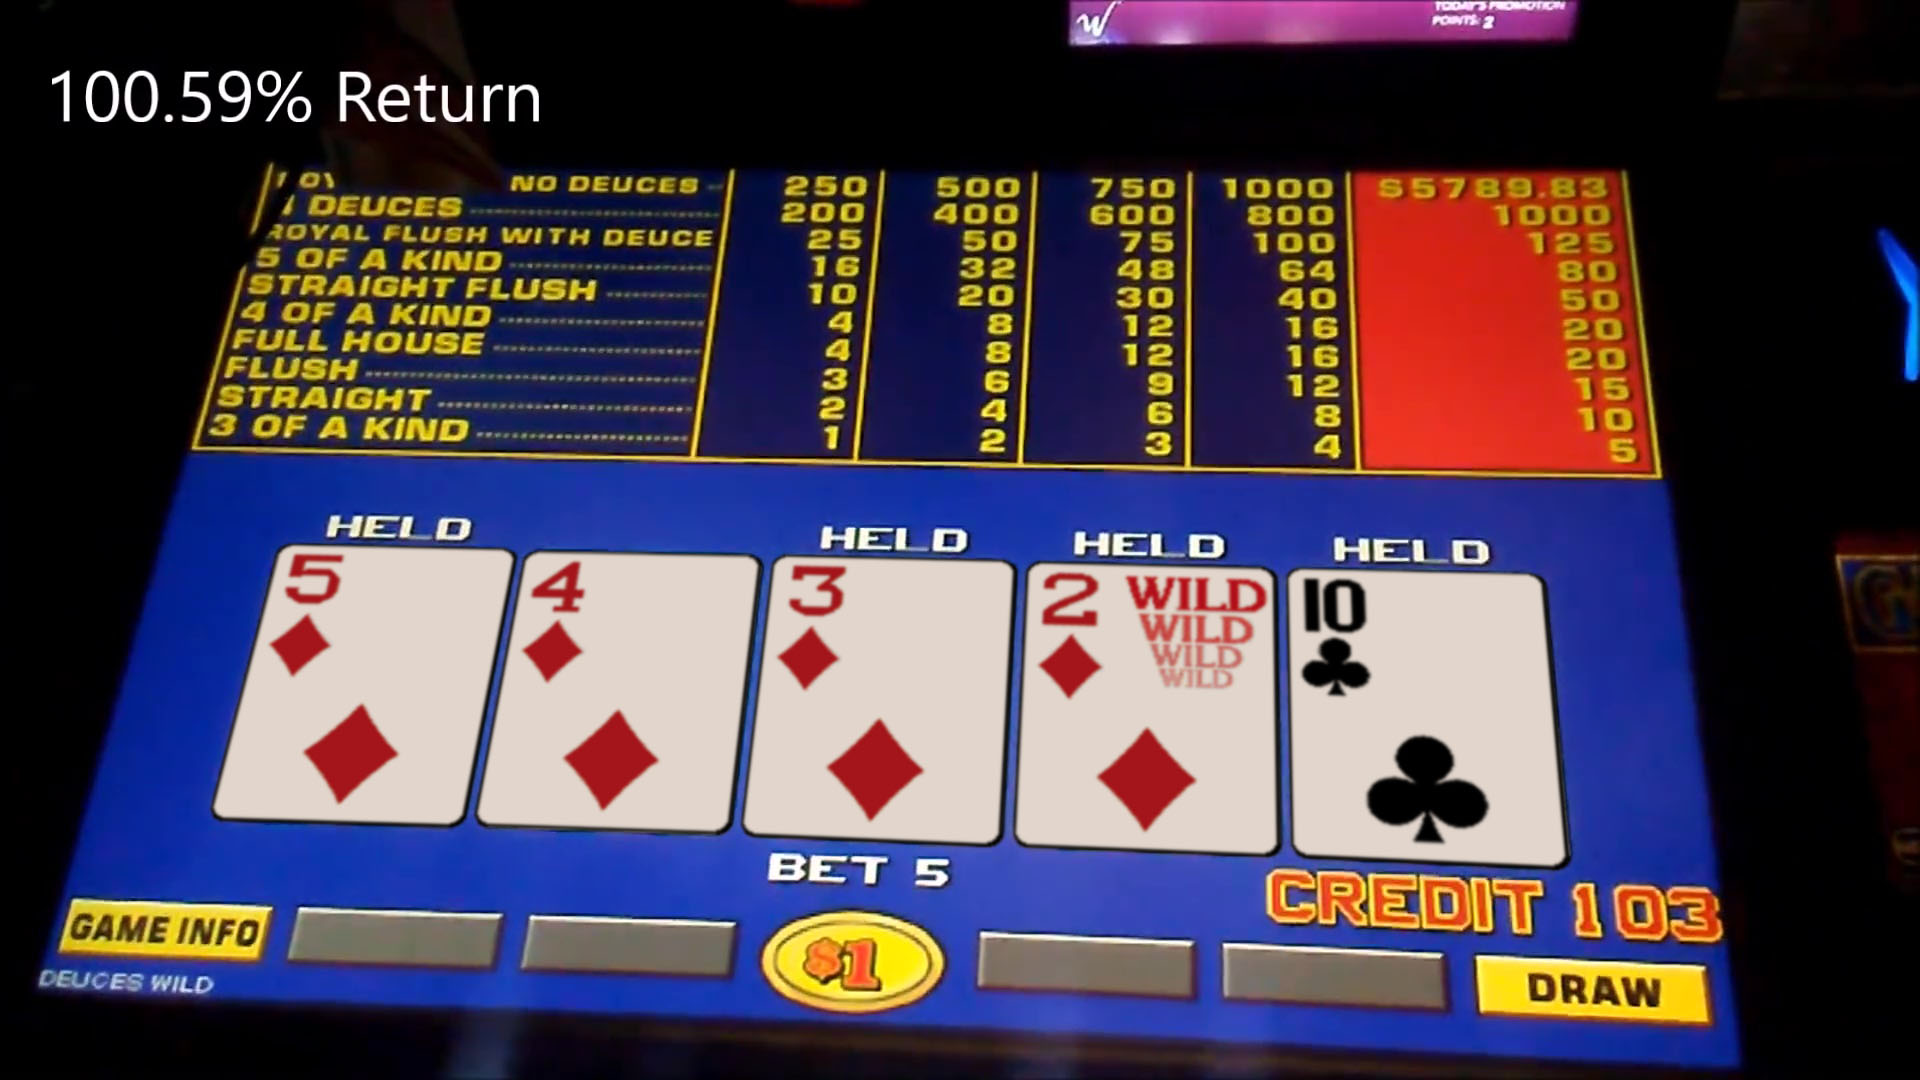 W
TODAY'S PROMOTION
POINTS: 2
100.59% Return
NO DEUCES 250 500 750 1000 $5789.83
DEUCES 200 400 600 800 1000
ROYAL FLUSH WITH DEUCE 25 50 75 100 125
5 OF A KIND 16 32 48 64 80
STRAIGHT FLUSH 10 20 30 40 50
4 OF A KIND 4 8 12 16 20
FULL HOUSE 4 8 12 16 20
FLUSH 3 6 9 12 15
STRAIGHT 2 4 6 8 10
3 OF A KIND 1 2 3 4 5
HELD HELD HELD HELD
5 4 3 2 WILD 10
WILD
WILD
WILD
BET 5
CREDIT 103
GAME INFO $1 DRAW
DEUCES WILD